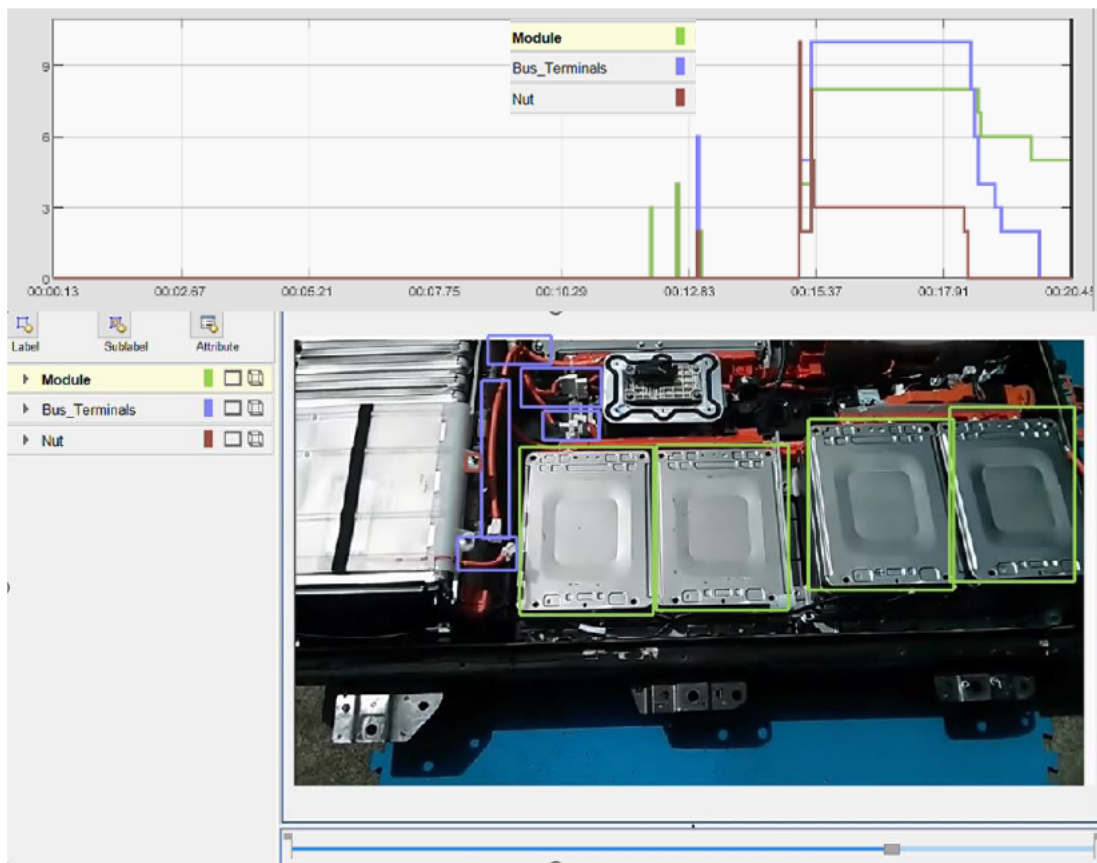 Module
Bus_Terminals
Nut
9
6
3
0
00:00.13 00:02.67 00:05.21 00:07.75 00:10.29 00:12.83 00:15.37 00:17.91 00:20.45
Label Sublabel Attribute
Module
Bus_Terminals
Nut